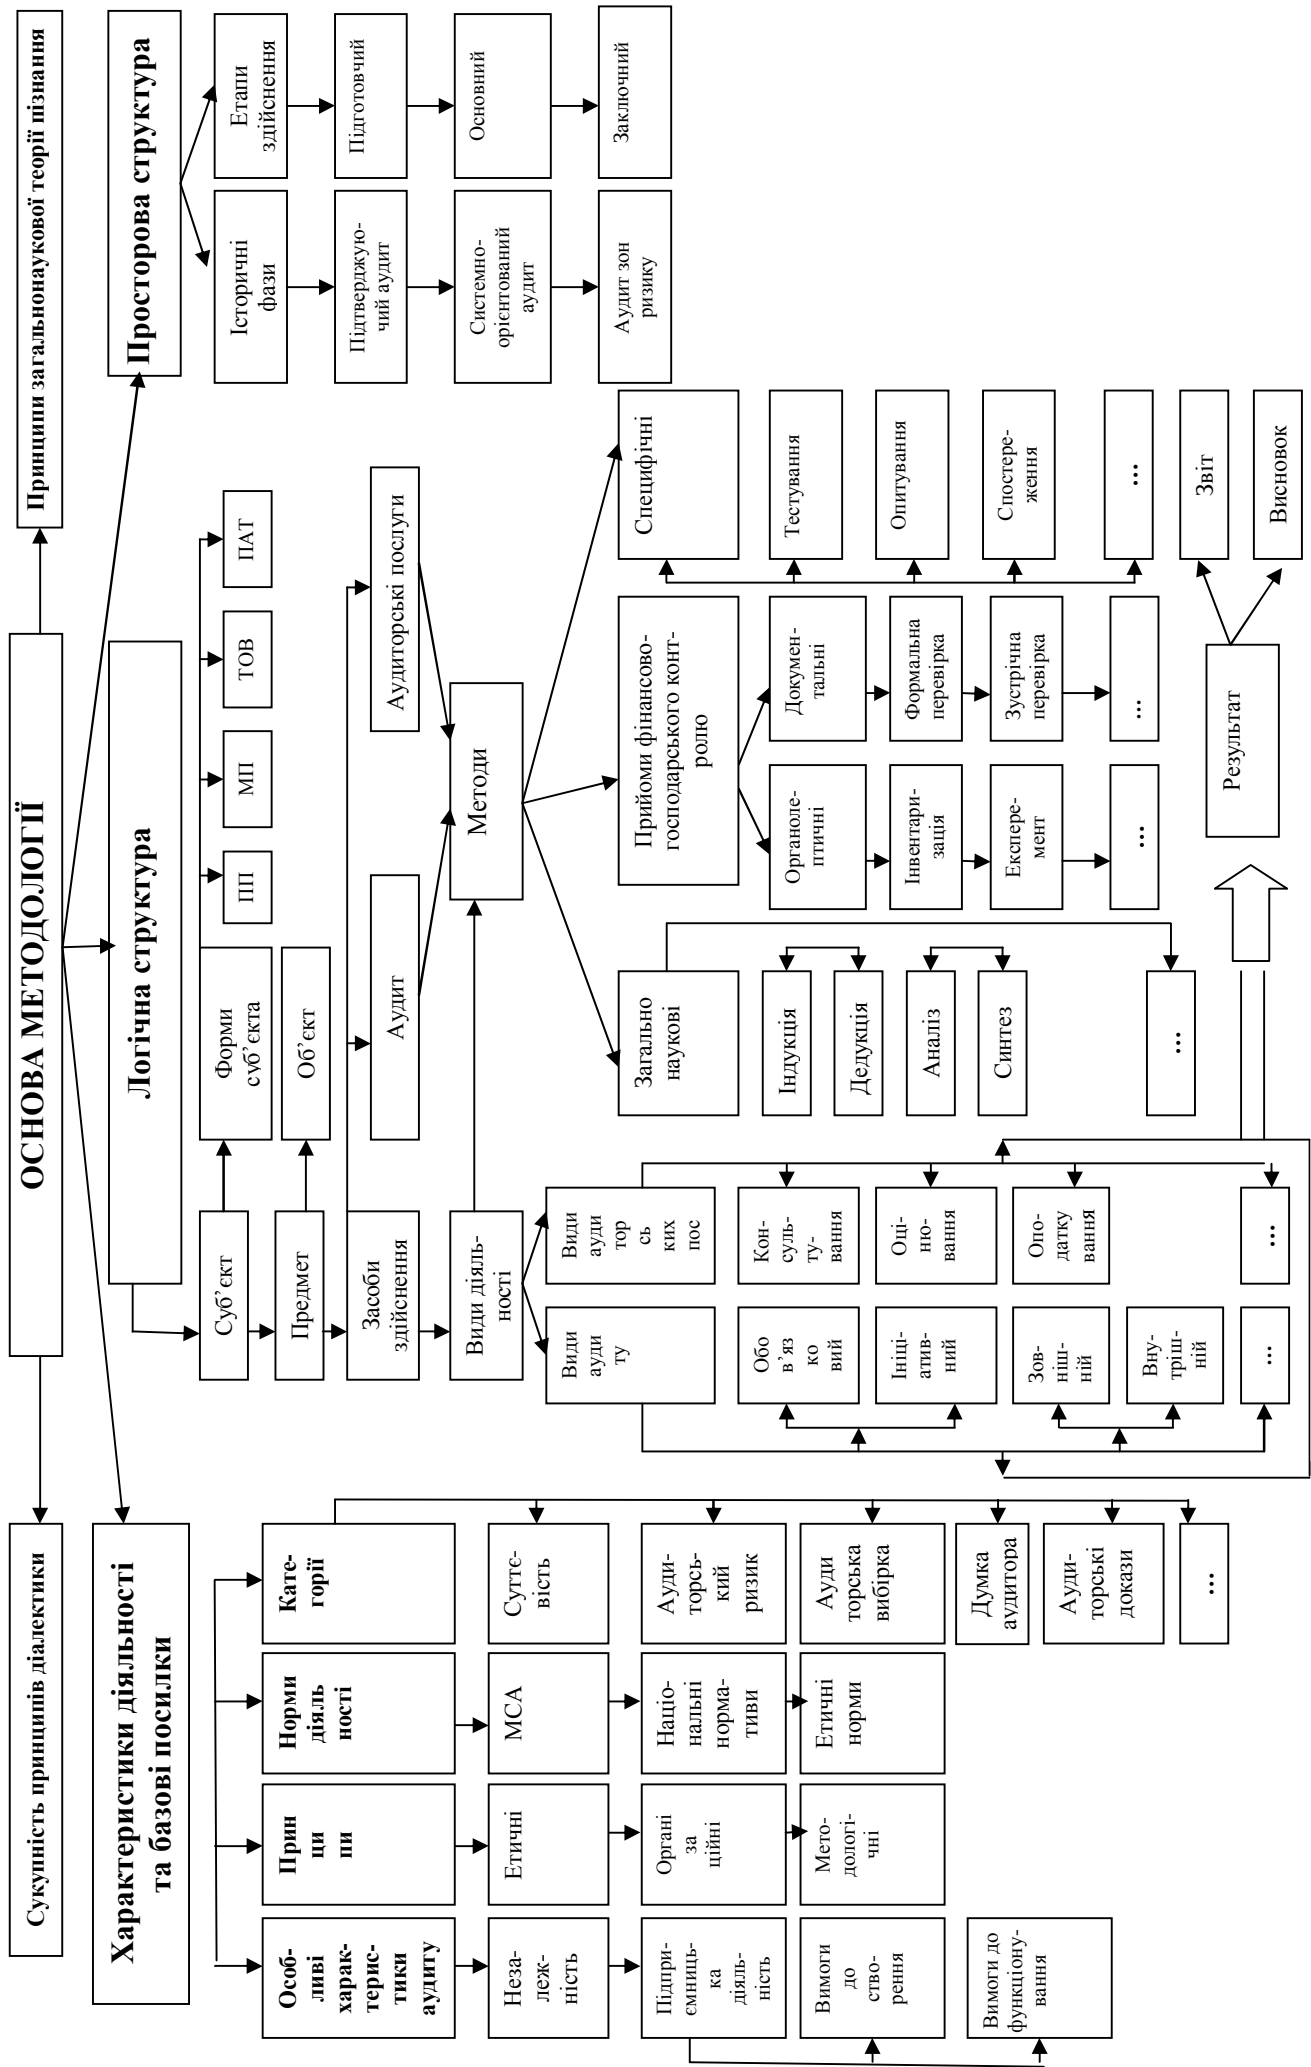 ОСНОВА МЕТОДОЛОГІЇ
Сукупність принципів діалектики
Принципи загальнонаукової теорії пізнання
Характеристики діяльності
та базові посилки
Логічна структура
Просторова структура
Особ-
ливі
харак-
терис-
тики
аудиту
Прин
ци
пи
Норми
діяль
ності
Кате-
горії
Неза-
леж-
ність
Етичні
МСА
Суттє-
вість
Підпри-
ємниць-
ка
діяль-
ність
Органі
за
ційні
Націо-
нальні
норма-
тиви
Ауди-
торсь-
кий
ризик
Вимоги
до
ство-
рення
Мето-
дологі-
чні
Етичні
норми
Ауди
торська
вибірка
Вимоги до
функціону-
вання
Думка
аудитора
Ауди-
торські
докази
...
Суб’єкт
Форми
суб’єкта
ПП
МП
ТОВ
ПАТ
Предмет
Об’єкт
Засоби
здійснення
Аудит
Аудиторські послуги
Види діяль-
ності
Методи
Види
ауди
ту
Види
ауди
тор
сь
ких
пос
Обо
в’яз
ко
вий
Кон-
суль-
ту-
вання
Ініці-
атив-
ний
Оці-
ню-
вання
Зов-
ніш-
ній
Опо-
датку
вання
Вну-
тріш-
ній
...
...
Загально
наукові
Прийоми фінансово-
господарського конт-
ролю
Специфічні
Індукція
Дедукція
Аналіз
Синтез
...
Органоле-
птичні
Докумен-
тальні
Тестування
Інвентари-
зація
Формальна
перевірка
Опитування
Експере-
мент
Зустрічна
перевірка
Спостере-
ження
...
...
...
Результат
Звіт
Висновок
Історичні
фази
Етапи
здійснення
Підтверджую-
чий аудит
Підготовчий
Системно-
орієнтований
аудит
Основний
Аудит зон
ризику
Заключний